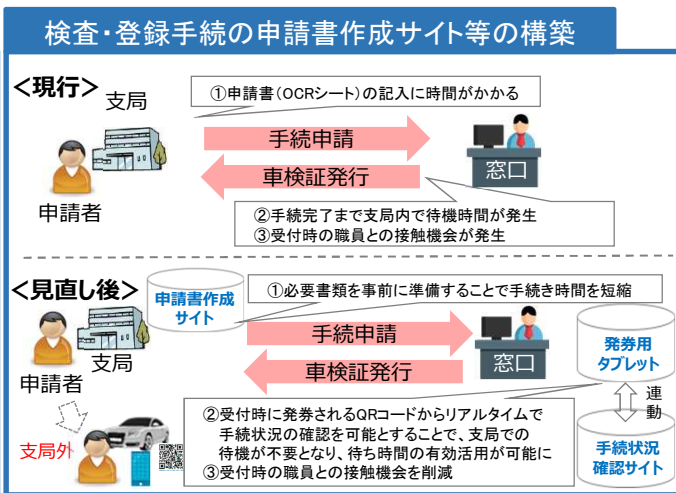 検査・登録手続の申請書作成サイト等の構築
＜現行＞
支局
①申請書（OCRシート）の記入に時間がかかる
手続申請
車検証発行
窓口
申請者
②手続完了まで支局内で待機時間が発生
③受付時の職員との接触機会が発生
＜見直し後＞
申請書作成
サイト
①必要書類を事前に準備することで手続き時間を短縮
手続申請
車検証発行
窓口
発券用
タブレット
支局
申請者
連動
支局外
②受付時に発券されるQRコードからリアルタイムで
手続状況の確認を可能とすることで、支局での
待機が不要となり、待ち時間の有効活用が可能に
③受付時の職員との接触機会を削減
手続状況
確認サイト